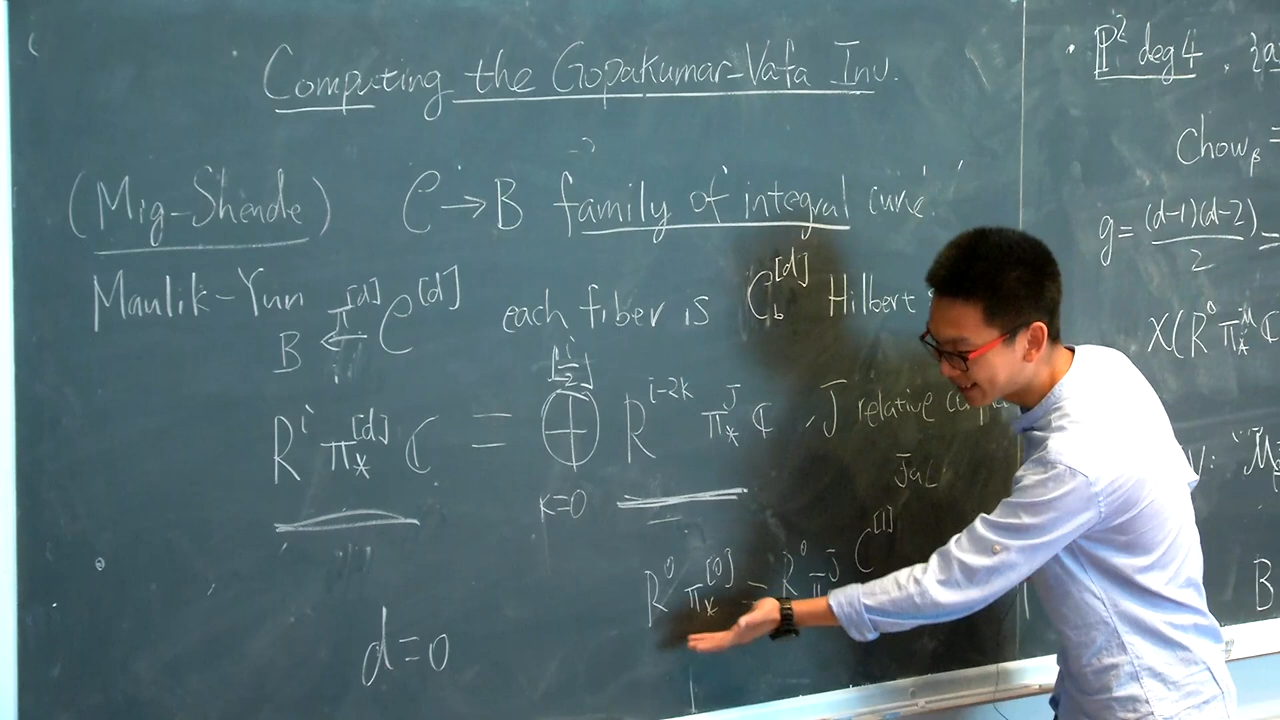 Computing the Gopakumar-Vafa Inv.
(Mig-Shende) C → B family of integral curve
Maulik-Yun B ←π^[d] C^[d] each fiber is C_b^[d] Hilbert
R^i π_*^[d] ℂ = ⊕_{k=0}^{[i/2]} R^{i-2k} π_*^J ℂ , J relative
Jac
C^[1]
R^0 π_*^[0] = R^0 π^J
d=0
· ℙ^2 deg 4 .
Chow_β =
g = (d-1)(d-2)/2 -
χ(R^0 π_*^M ℂ
B